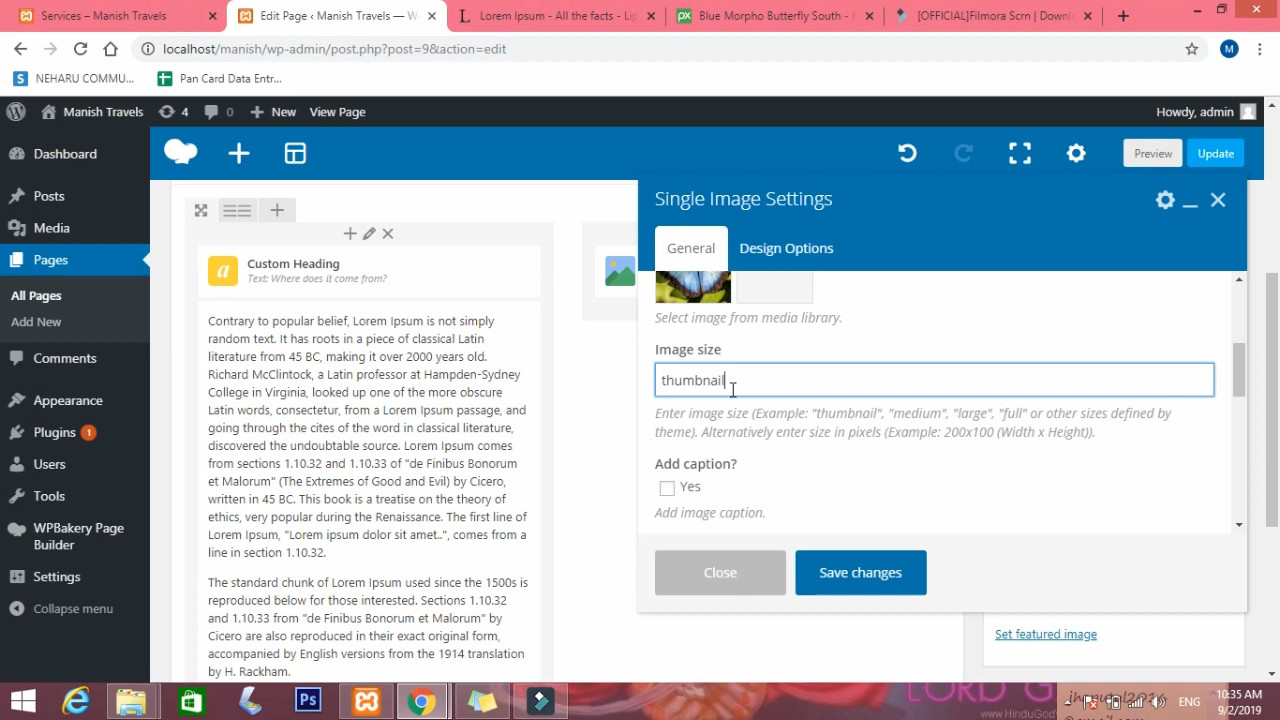 Services – Manish Travels
Edit Page ‹ Manish Travels — W
Lorem Ipsum - All the facts - Lip
Blue Morpho Butterfly South - F
[OFFICIAL]Filmora Scrn | Downl
localhost/manish/wp-admin/post.php?post=9&action=edit
M
NEHARU COMMU...
Pan Card Data Entr...
Manish Travels
4
0
New
View Page
Howdy, admin
Dashboard
Posts
Media
Pages
All Pages
Add New
Comments
Appearance
Plugins 1
Users
Tools
WPBakery Page
Builder
Settings
Collapse menu
Preview
Update
Custom Heading
Text: Where does it come from?
Contrary to popular belief, Lorem Ipsum is not simply
random text. It has roots in a piece of classical Latin
literature from 45 BC, making it over 2000 years old.
Richard McClintock, a Latin professor at Hampden-Sydney
College in Virginia, looked up one of the more obscure
Latin words, consectetur, from a Lorem Ipsum passage, and
going through the cites of the word in classical literature,
discovered the undoubtable source. Lorem Ipsum comes
from sections 1.10.32 and 1.10.33 of "de Finibus Bonorum
et Malorum" (The Extremes of Good and Evil) by Cicero,
written in 45 BC. This book is a treatise on the theory of
ethics, very popular during the Renaissance. The first line of
Lorem Ipsum, "Lorem ipsum dolor sit amet..", comes from a
line in section 1.10.32.
The standard chunk of Lorem Ipsum used since the 1500s is
reproduced below for those interested. Sections 1.10.32
and 1.10.33 from "de Finibus Bonorum et Malorum" by
Cicero are also reproduced in their exact original form,
accompanied by English versions from the 1914 translation
by H. Rackham.
Single Image Settings
General
Design Options
Select image from media library.
Image size
thumbnail
Enter image size (Example: "thumbnail", "medium", "large", "full" or other sizes defined by
theme). Alternatively enter size in pixels (Example: 200x100 (Width x Height)).
Add caption?
Yes
Add image caption.
Close
Save changes
Set featured image
Ps
LORD G
www.HinduGod
ENG
10:35 AM
9/2/2019